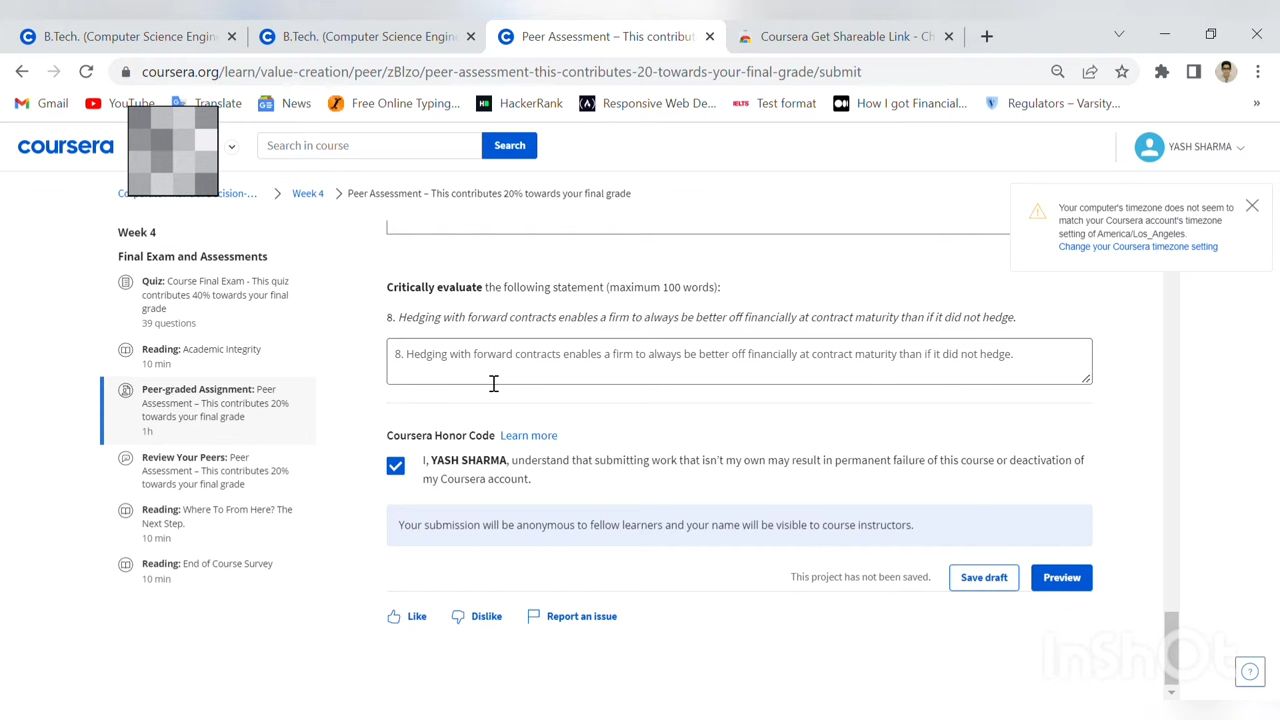 B.Tech. (Computer Science Engin
B.Tech. (Computer Science Engin
Peer Assessment – This contribut
Coursera Get Shareable Link - Ch
coursera.org/learn/value-creation/peer/zBlzo/peer-assessment-this-contributes-20-towards-your-final-grade/submit
Gmail
YouTube
Translate
News
Free Online Typing...
HackerRank
Responsive Web De...
IELTS
Test format
How I got Financial...
Regulators – Varsity...
coursera
Search in course
Search
YASH SHARMA
decision-...
Week 4
Peer Assessment – This contributes 20% towards your final grade
Your computer's timezone does not seem to
match your Coursera account's timezone
setting of America/Los_Angeles.
Change your Coursera timezone setting
Week 4
Final Exam and Assessments
Quiz: Course Final Exam - This quiz
contributes 40% towards your final
grade
39 questions
Reading: Academic Integrity
10 min
Peer-graded Assignment: Peer
Assessment – This contributes 20%
towards your final grade
1h
Review Your Peers: Peer
Assessment – This contributes 20%
towards your final grade
Reading: Where To From Here? The
Next Step.
10 min
Reading: End of Course Survey
10 min
Critically evaluate the following statement (maximum 100 words):
8. Hedging with forward contracts enables a firm to always be better off financially at contract maturity than if it did not hedge.
8. Hedging with forward contracts enables a firm to always be better off financially at contract maturity than if it did not hedge.
Coursera Honor Code Learn more
I, YASH SHARMA, understand that submitting work that isn't my own may result in permanent failure of this course or deactivation of
my Coursera account.
Your submission will be anonymous to fellow learners and your name will be visible to course instructors.
This project has not been saved.
Save draft
Preview
Like
Dislike
Report an issue
InShOt